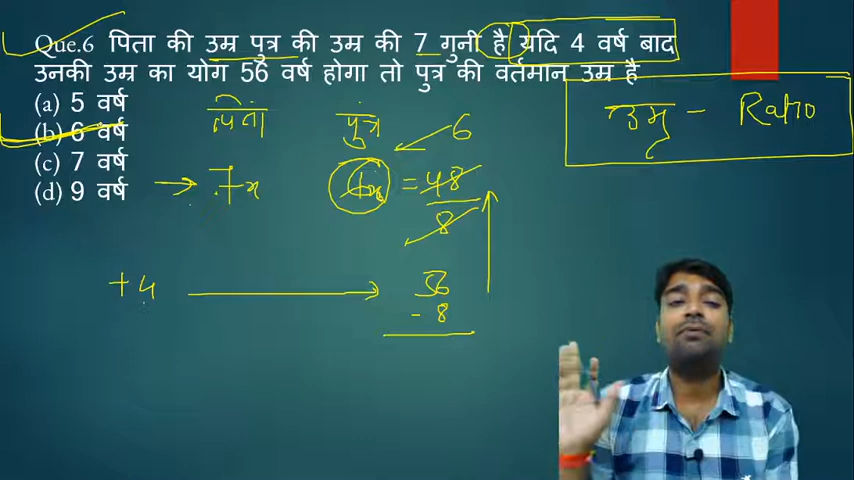 Que.6 पिता की उम्र पुत्र की उम्र की 7 गुनी है यदि 4 वर्ष बाद
उनकी उम्र का योग 56 वर्ष होगा तो पुत्र की वर्तमान उम्र है
(a) 5 वर्ष
(b) 6 वर्ष
(c) 7 वर्ष
(d) 9 वर्ष
उम्र - Ratio
पिता पुत्र 6
7x 1x = 48
8
+4 56
- 8